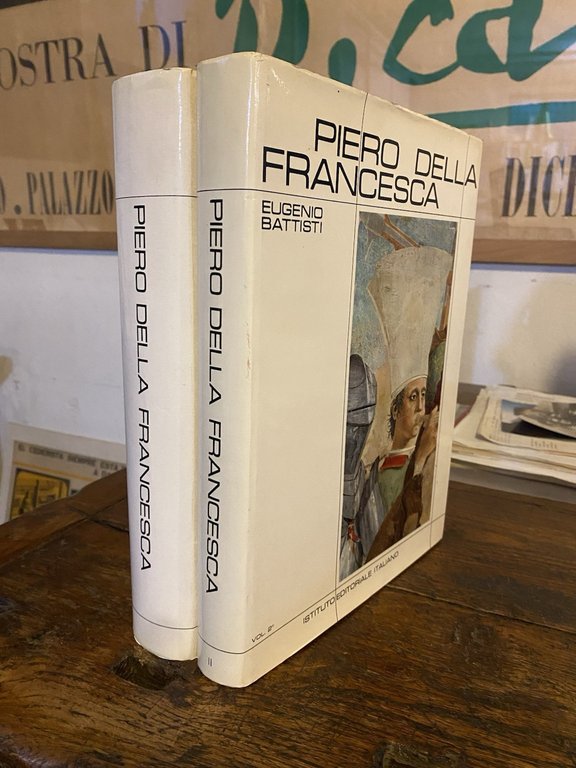 OSTRA DI
PALAZZO
DICE
PIERO DELLA FRANCESCA
PIERO DELLA FRANCESCA
II
PIERO DELLA
FRANCESCA
EUGENIO
BATTISTI
VOL. 2°
ISTITUTO EDITORIALE ITALIANO